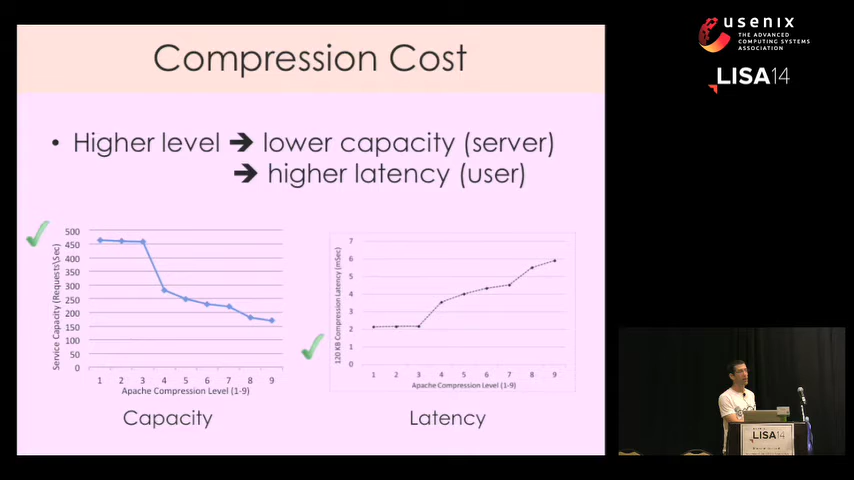 Compression Cost
• Higher level ➔ lower capacity (server)
➔ higher latency (user)
500
450
400
350
300
250
200
150
100
50
0
Service Capacity (Requests\Sec)
1 2 3 4 5 6 7 8 9
Apache Compression Level (1-9)
Capacity
7
6
5
4
3
2
1
0
120 KB Compression Latency (mSec)
1 2 3 4 5 6 7 8 9
Apache Compression Level (1-9)
Latency
usenix
THE ADVANCED
COMPUTING SYSTEMS
ASSOCIATION
LISA14
LISA14